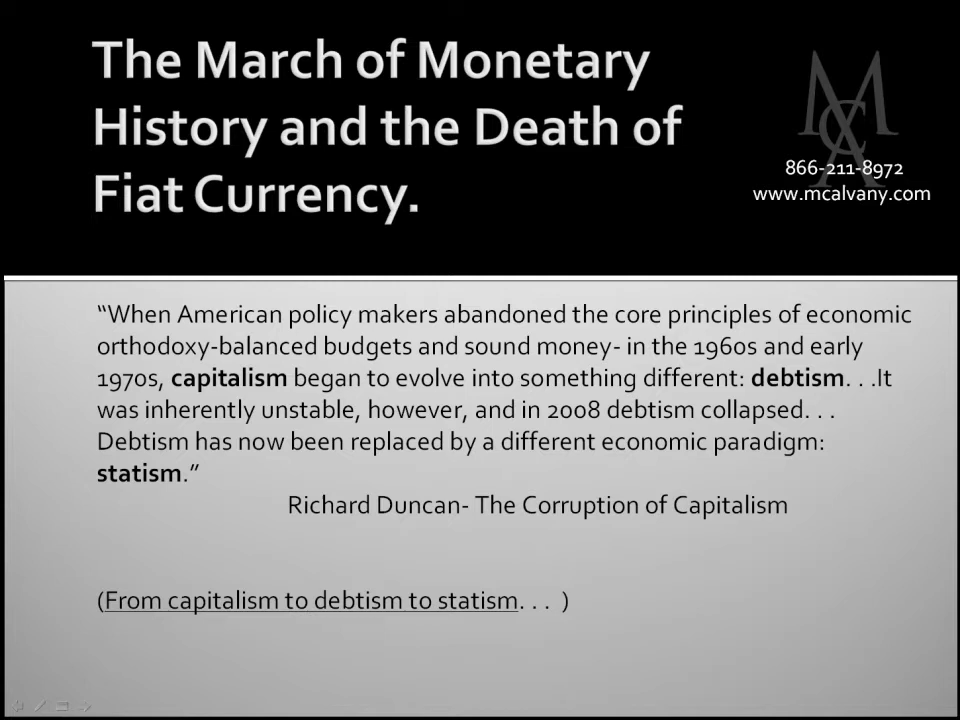 The March of Monetary
History and the Death of
Fiat Currency.
MCA
866-211-8972
www.mcalvany.com
“When American policy makers abandoned the core principles of economic
orthodoxy-balanced budgets and sound money- in the 1960s and early
1970s, capitalism began to evolve into something different: debtism. . .It
was inherently unstable, however, and in 2008 debtism collapsed. . .
Debtism has now been replaced by a different economic paradigm:
statism.”
Richard Duncan- The Corruption of Capitalism
(From capitalism to debtism to statism. . . )